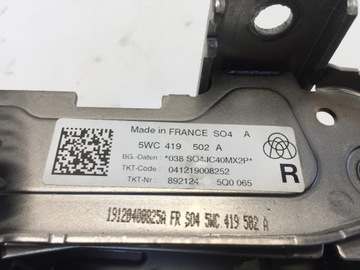 Made in FRANCE SO4 A
5WC 419 502 A
BG.-Daten : *038 SO4JC40MX2P*
TKT-Code : 041219008252
TKT-Nr : 892124 5Q0 065
R
19120400825A FR S04 5WC 419 502 A